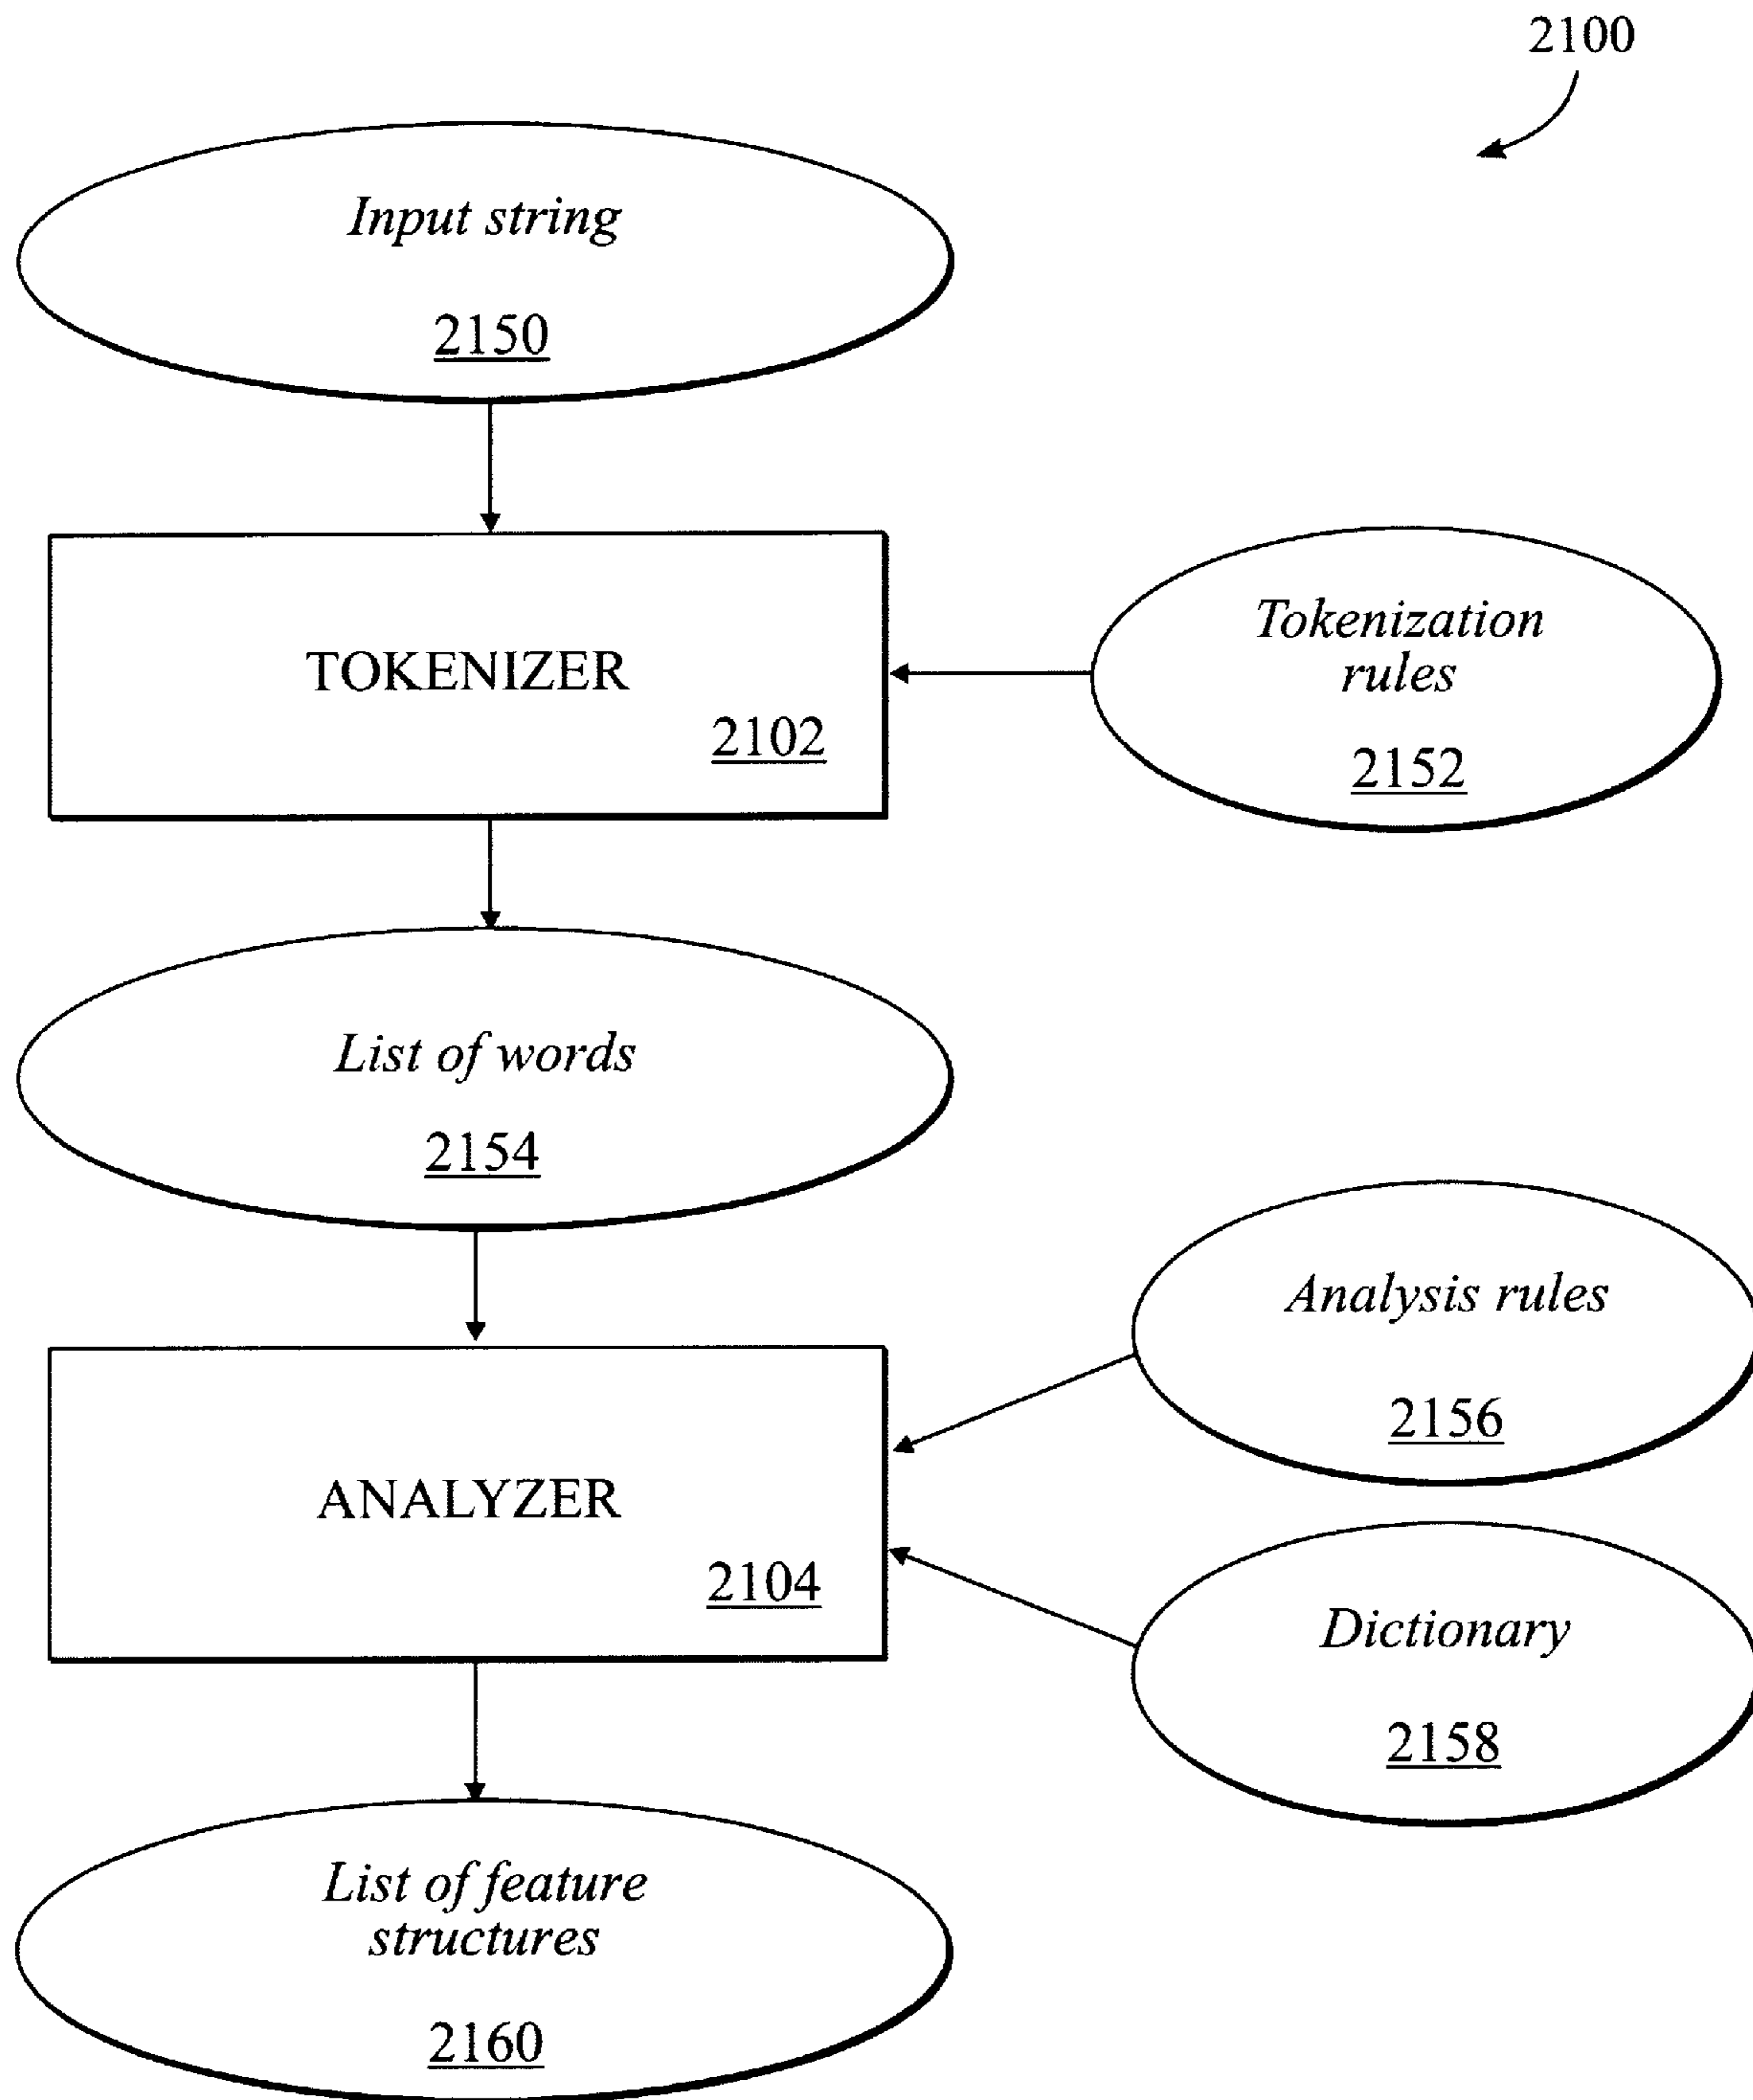 2100
Input string
2150
TOKENIZER
2102
Tokenization
rules
2152
List of words
2154
Analysis rules
2156
ANALYZER
2104
Dictionary
2158
List of feature
structures
2160